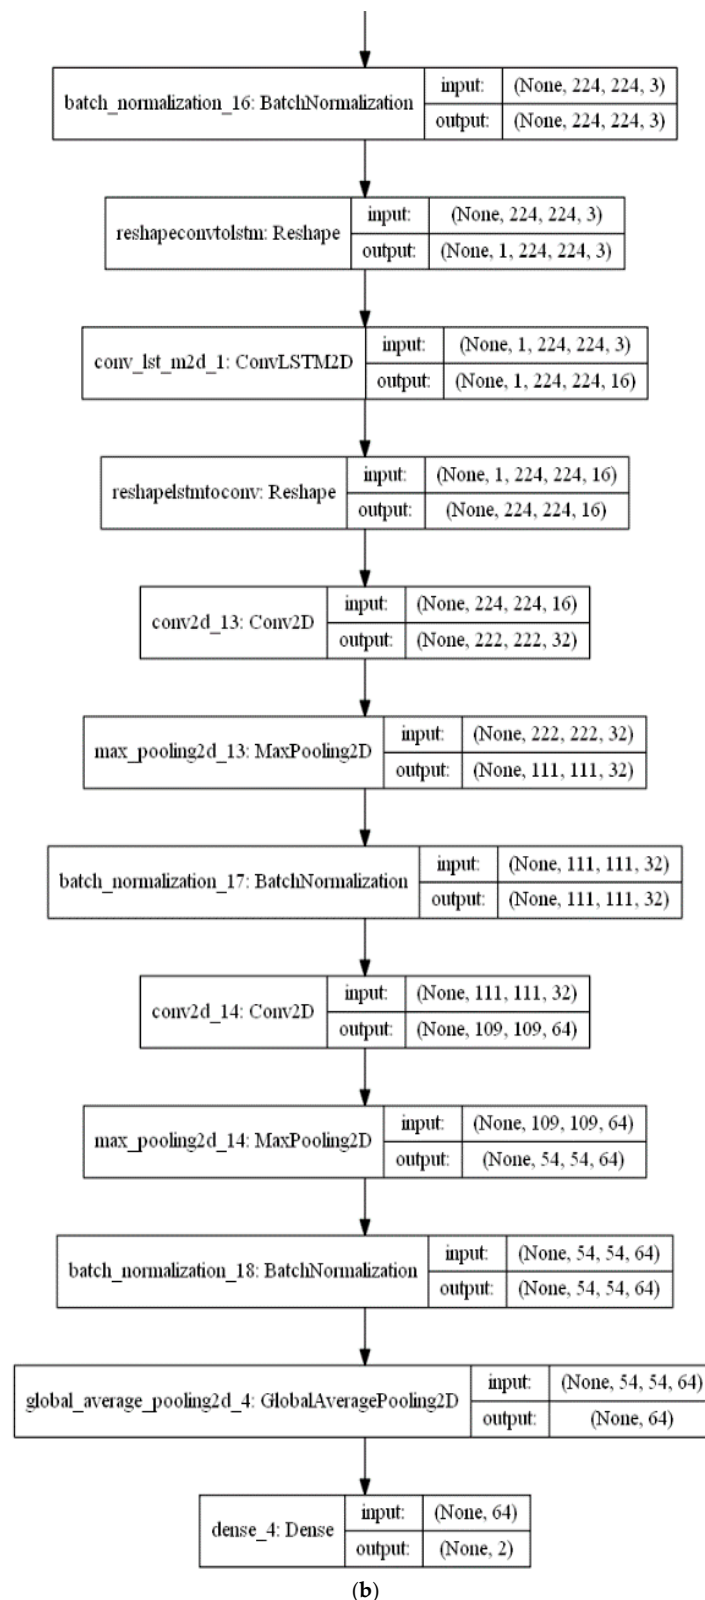 batch_normalization_16: BatchNormalization input: (None, 224, 224, 3)
output: (None, 224, 224, 3)
reshapeconvtolstm: Reshape input: (None, 224, 224, 3)
output: (None, 1, 224, 224, 3)
conv_lst_m2d_1: ConvLSTM2D input: (None, 1, 224, 224, 3)
output: (None, 1, 224, 224, 16)
reshapelstmtoconv: Reshape input: (None, 1, 224, 224, 16)
output: (None, 224, 224, 16)
conv2d_13: Conv2D input: (None, 224, 224, 16)
output: (None, 222, 222, 32)
max_pooling2d_13: MaxPooling2D input: (None, 222, 222, 32)
output: (None, 111, 111, 32)
batch_normalization_17: BatchNormalization input: (None, 111, 111, 32)
output: (None, 111, 111, 32)
conv2d_14: Conv2D input: (None, 111, 111, 32)
output: (None, 109, 109, 64)
max_pooling2d_14: MaxPooling2D input: (None, 109, 109, 64)
output: (None, 54, 54, 64)
batch_normalization_18: BatchNormalization input: (None, 54, 54, 64)
output: (None, 54, 54, 64)
global_average_pooling2d_4: GlobalAveragePooling2D input: (None, 54, 54, 64)
output: (None, 64)
dense_4: Dense input: (None, 64)
output: (None, 2)
(b)